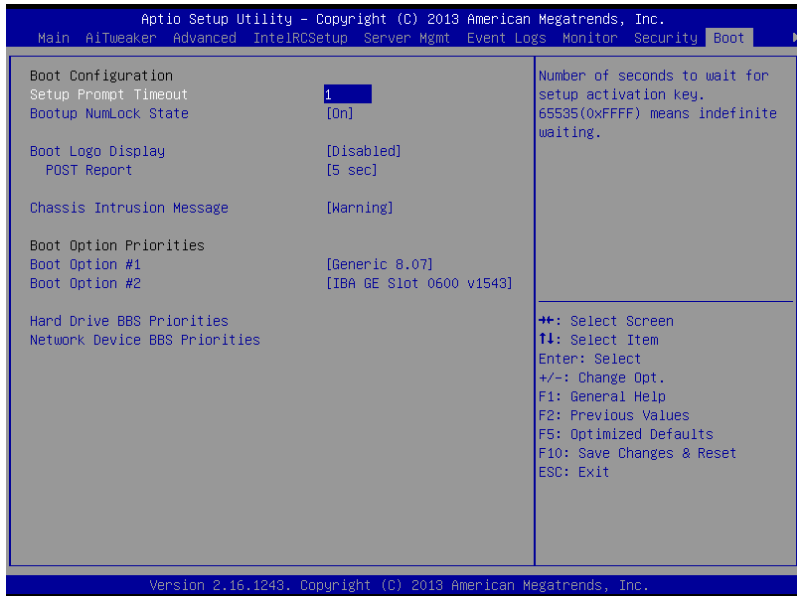 Aptio Setup Utility – Copyright (C) 2013 American Megatrends, Inc.
Main AiTweaker Advanced IntelRCSetup Server Mgmt Event Logs Monitor Security Boot
Boot Configuration
Setup Prompt Timeout 1
Bootup NumLock State [On]
Boot Logo Display [Disabled]
POST Report [5 sec]
Chassis Intrusion Message [Warning]
Boot Option Priorities
Boot Option #1 [Generic 8.07]
Boot Option #2 [IBA GE Slot 0600 v1543]
Hard Drive BBS Priorities
Network Device BBS Priorities
Number of seconds to wait for
setup activation key.
65535(0xFFFF) means indefinite
waiting.
→←: Select Screen
↑↓: Select Item
Enter: Select
+/-: Change Opt.
F1: General Help
F2: Previous Values
F5: Optimized Defaults
F10: Save Changes & Reset
ESC: Exit
Version 2.16.1243. Copyright (C) 2013 American Megatrends, Inc.